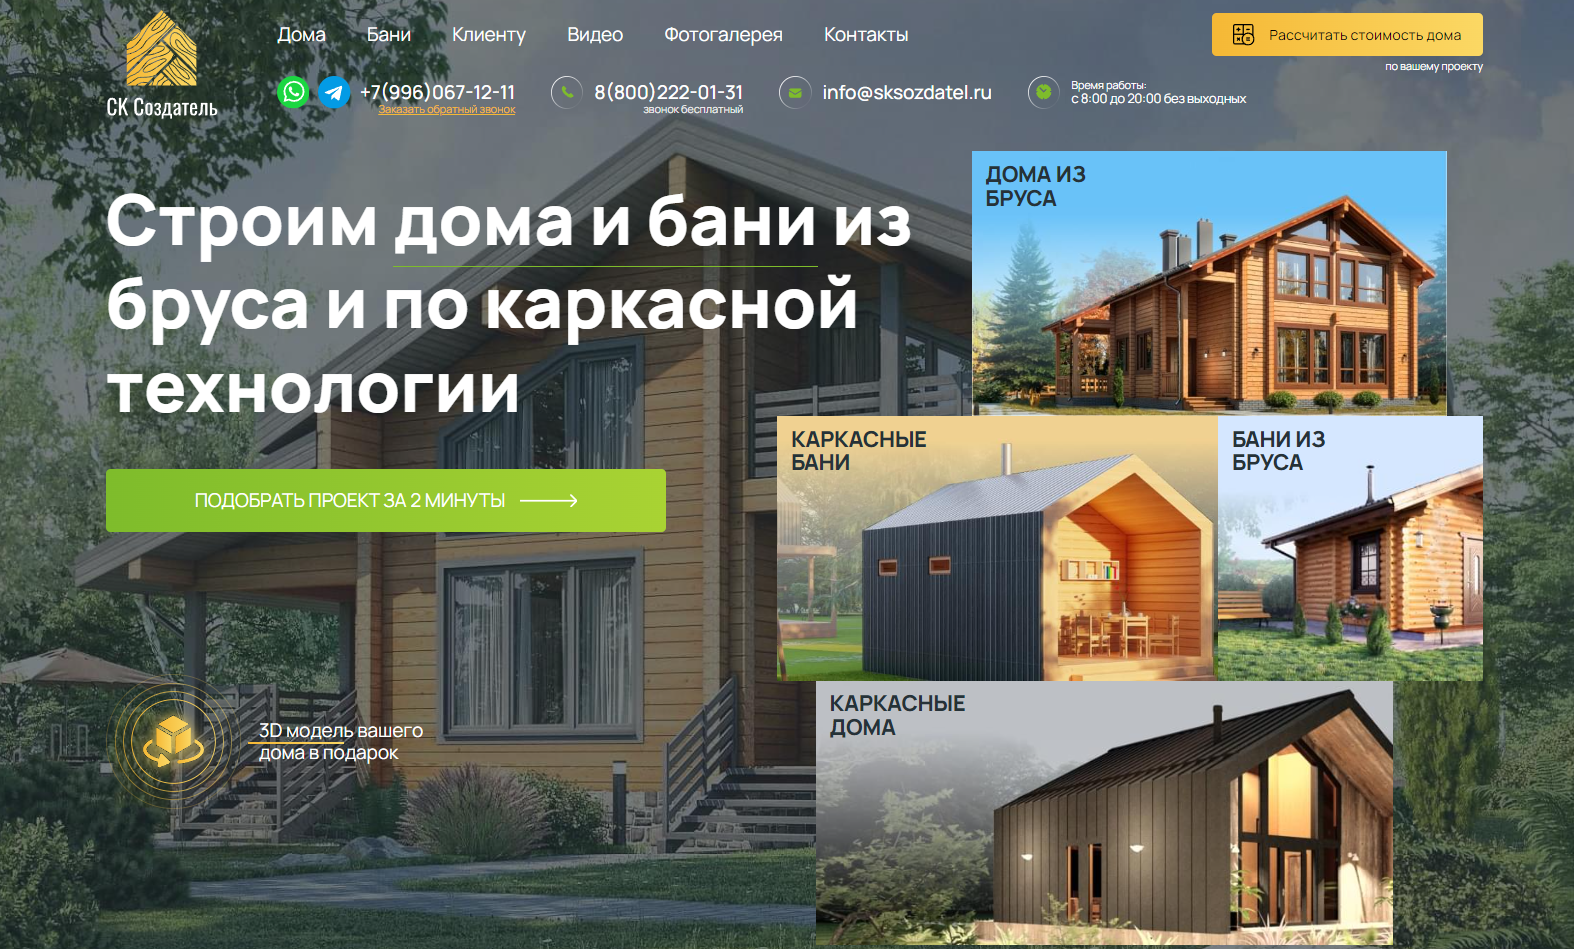 Дома Бани Клиенту Видео Фотогалерея Контакты
Рассчитать стоимость дома
по вашему проекту
СК Создатель
+7(996)067-12-11
Заказать обратный звонок
8(800)222-01-31
звонок бесплатный
info@sksozdatel.ru
Время работы:
с 8:00 до 20:00 без выходных
Строим дома и бани из
бруса и по каркасной
технологии
ПОДОБРАТЬ ПРОЕКТ ЗА 2 МИНУТЫ
3D модель вашего
дома в подарок
ДОМА ИЗ
БРУСА
КАРКАСНЫЕ
БАНИ
БАНИ ИЗ
БРУСА
КАРКАСНЫЕ
ДОМА